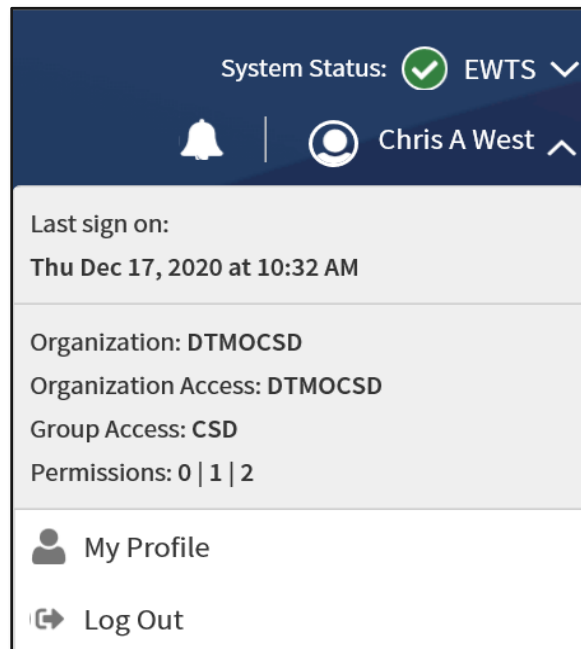 System Status: EWTS
Chris A West
Last sign on:
Thu Dec 17, 2020 at 10:32 AM
Organization: DTMOCSD
Organization Access: DTMOCSD
Group Access: CSD
Permissions: 0 | 1 | 2
My Profile
Log Out